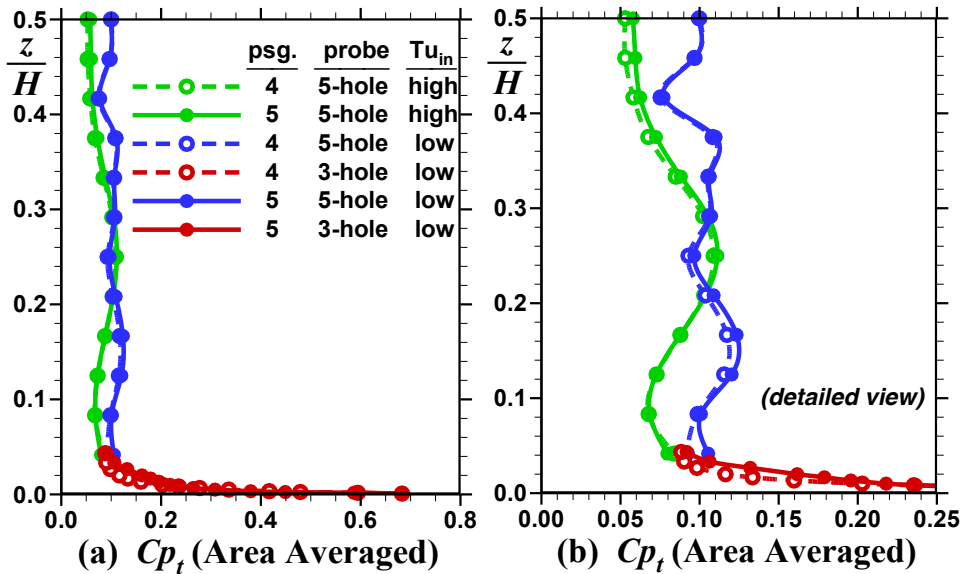 0.5
z
H
0.4
0.3
0.2
0.1
0.0
psg. probe Tu_in
4 5-hole high
5 5-hole high
4 5-hole low
4 3-hole low
5 5-hole low
5 3-hole low
0.0 0.2 0.4 0.6 0.8
(a) Cp_t (Area Averaged)
0.5
z
H
0.4
0.3
0.2
0.1
0.0
(detailed view)
0.00 0.05 0.10 0.15 0.20 0.25
(b) Cp_t (Area Averaged)